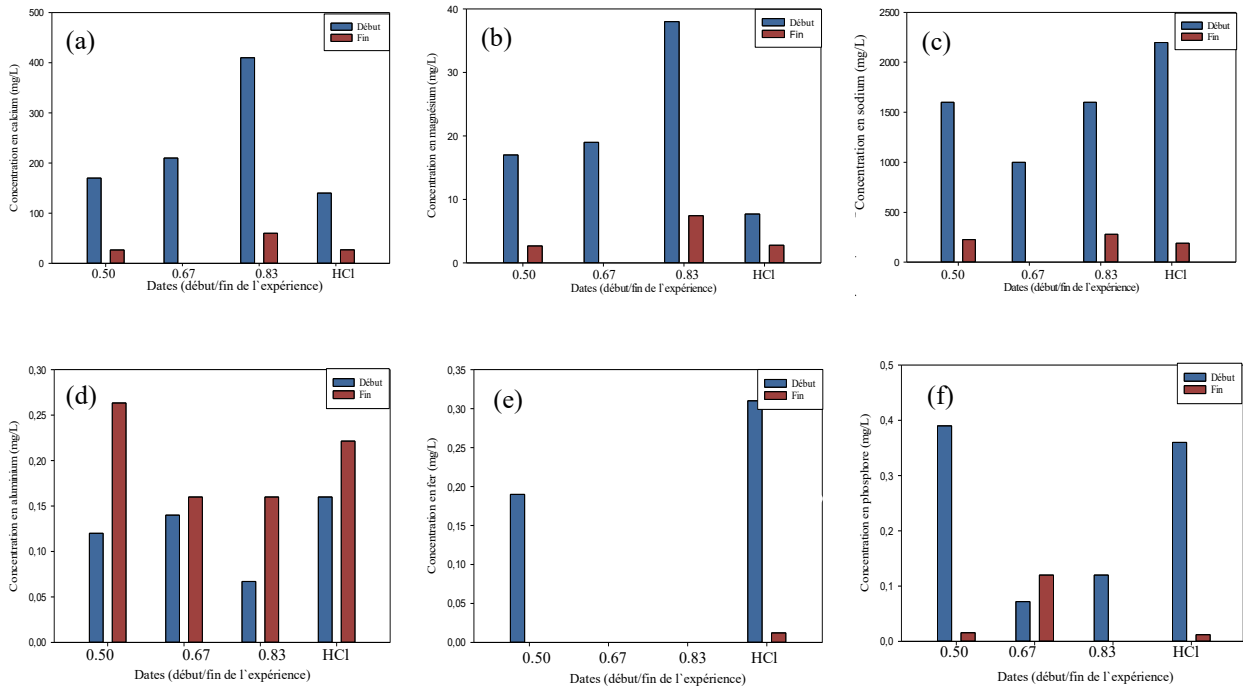 (a)
Début
Fin
Concentration en calcium (mg/L)
500
400
300
200
100
0
0.50 0.67 0.83 HCl
Dates (début/fin de l`expérience)
(b)
Début
Fin
Concentration en magnésium (mg/L)
40
30
20
10
0
0.50 0.67 0.83 HCl
Dates (début/fin de l`expérience)
(c)
Début
Fin
Concentration en sodium (mg/L)
2500
2000
1500
1000
500
0
0.50 0.67 0.83 HCl
Dates (début/fin de l`expérience)
(d)
Début
Fin
Concentration en aluminium (mg/L)
0,30
0,25
0,20
0,15
0,10
0,05
0,00
0.50 0.67 0.83 HCl
Dates (début/fin de l`expérience)
(e)
Début
Fin
Concentration en fer (mg/L)
0,35
0,30
0,25
0,20
0,15
0,10
0,05
0,00
0.50 0.67 0.83 HCl
Dates (début/fin de l`expérience)
(f)
Début
Fin
Concentration en phosphore (mg/L)
0,5
0,4
0,3
0,2
0,1
0,0
0.50 0.67 0.83 HCl
Dates (début/fin de l`expérience)